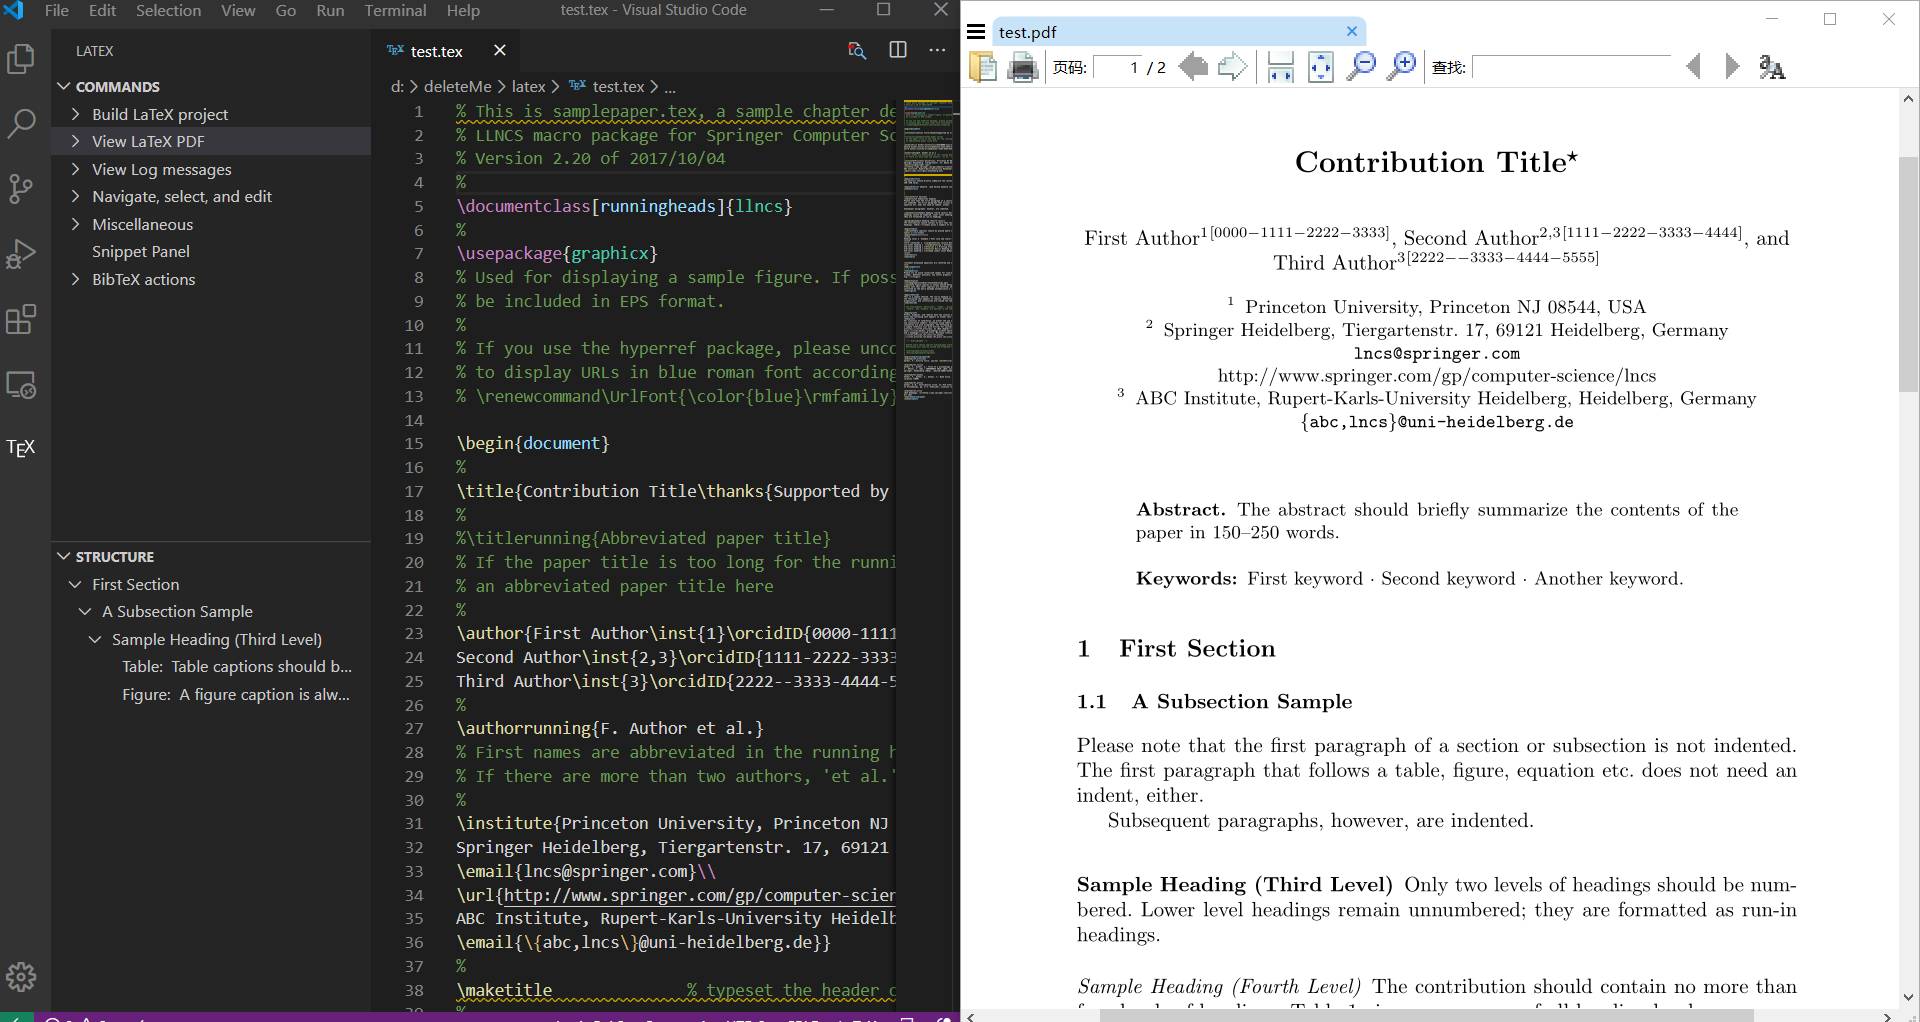 File Edit Selection View Go Run Terminal Help
test.tex - Visual Studio Code
LATEX
COMMANDS
Build LaTeX project
View LaTeX PDF
View Log messages
Navigate, select, and edit
Miscellaneous
Snippet Panel
BibTeX actions
TEX
STRUCTURE
First Section
A Subsection Sample
Sample Heading (Third Level)
Table: Table captions should b...
Figure: A figure caption is alw...
TEX test.tex
d: > deleteMe > latex > TEX test.tex > ...
1 % This is samplepaper.tex, a sample chapter de
2 % LLNCS macro package for Springer Computer Sc
3 % Version 2.20 of 2017/10/04
4 %
5 \documentclass[runningheads]{llncs}
6 %
7 \usepackage{graphicx}
8 % Used for displaying a sample figure. If poss
9 % be included in EPS format.
10 %
11 % If you use the hyperref package, please unco
12 % to display URLs in blue roman font according
13 % \renewcommand\UrlFont{\color{blue}\rmfamily}
14
15 \begin{document}
16 %
17 \title{Contribution Title\thanks{Supported by
18 %
19 %\titlerunning{Abbreviated paper title}
20 % If the paper title is too long for the runni
21 % an abbreviated paper title here
22 %
23 \author{First Author\inst{1}\orcidID{0000-1111
24 Second Author\inst{2,3}\orcidID{1111-2222-3333
25 Third Author\inst{3}\orcidID{2222--3333-4444-5
26 %
27 \authorrunning{F. Author et al.}
28 % First names are abbreviated in the running h
29 % If there are more than two authors, 'et al.'
30 %
31 \institute{Princeton University, Princeton NJ
32 Springer Heidelberg, Tiergartenstr. 17, 69121
33 \email{lncs@springer.com}\\
34 \url{http://www.springer.com/gp/computer-scien
35 ABC Institute, Rupert-Karls-University Heidelb
36 \email{\{abc,lncs\}@uni-heidelberg.de}}
37 %
38 \maketitle % typeset the header c
39 %
test.pdf
页码: 1 / 2 查找:
Contribution Title⋆
First Author1[0000−1111−2222−3333], Second Author2,3[1111−2222−3333−4444], and
Third Author3[2222−−3333−4444−5555]
1 Princeton University, Princeton NJ 08544, USA
2 Springer Heidelberg, Tiergartenstr. 17, 69121 Heidelberg, Germany
lncs@springer.com
http://www.springer.com/gp/computer-science/lncs
3 ABC Institute, Rupert-Karls-University Heidelberg, Heidelberg, Germany
{abc,lncs}@uni-heidelberg.de
Abstract. The abstract should briefly summarize the contents of the
paper in 150–250 words.
Keywords: First keyword · Second keyword · Another keyword.
1 First Section
1.1 A Subsection Sample
Please note that the first paragraph of a section or subsection is not indented.
The first paragraph that follows a table, figure, equation etc. does not need an
indent, either.
Subsequent paragraphs, however, are indented.
Sample Heading (Third Level) Only two levels of headings should be num-
bered. Lower level headings remain unnumbered; they are formatted as run-in
headings.
Sample Heading (Fourth Level) The contribution should contain no more than